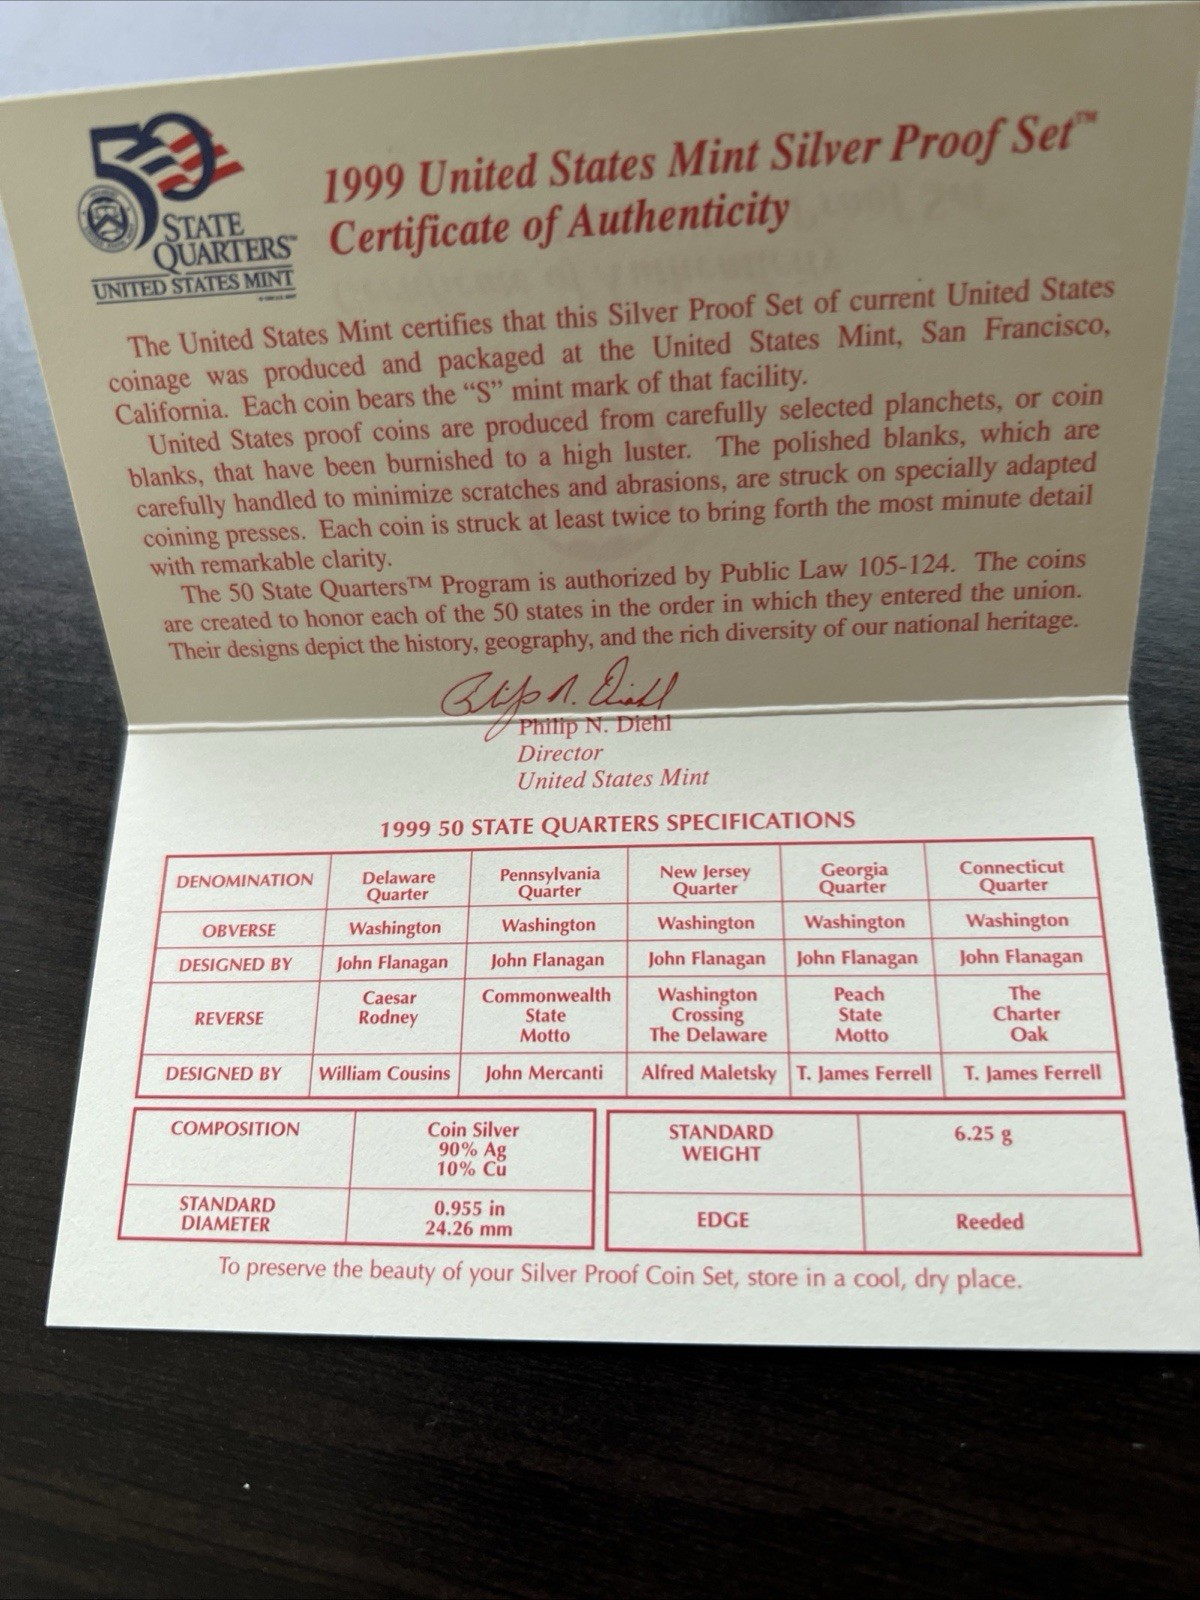 50
STATE
QUARTERS™
UNITED STATES MINT
1999 United States Mint Silver Proof Set™
Certificate of Authenticity
The United States Mint certifies that this Silver Proof Set of current United States
coinage was produced and packaged at the United States Mint, San Francisco,
California. Each coin bears the “S” mint mark of that facility.
United States proof coins are produced from carefully selected planchets, or coin
blanks, that have been burnished to a high luster. The polished blanks, which are
carefully handled to minimize scratches and abrasions, are struck on specially adapted
coining presses. Each coin is struck at least twice to bring forth the most minute detail
with remarkable clarity.
The 50 State Quarters™ Program is authorized by Public Law 105-124. The coins
are created to honor each of the 50 states in the order in which they entered the union.
Their designs depict the history, geography, and the rich diversity of our national heritage.
Philip N. Diehl
Philip N. Diehl
Director
United States Mint
1999 50 STATE QUARTERS SPECIFICATIONS
DENOMINATION Delaware Quarter Pennsylvania Quarter New Jersey Quarter Georgia Quarter Connecticut Quarter
OBVERSE Washington Washington Washington Washington Washington
DESIGNED BY John Flanagan John Flanagan John Flanagan John Flanagan John Flanagan
REVERSE Caesar Rodney Commonwealth State Motto Washington Crossing The Delaware Peach State Motto The Charter Oak
DESIGNED BY William Cousins John Mercanti Alfred Maletsky T. James Ferrell T. James Ferrell
COMPOSITION Coin Silver 90% Ag 10% Cu
STANDARD DIAMETER 0.955 in 24.26 mm
STANDARD WEIGHT 6.25 g
EDGE Reeded
To preserve the beauty of your Silver Proof Coin Set, store in a cool, dry place.